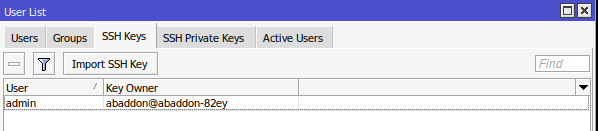 User List
Users Groups SSH Keys SSH Private Keys Active Users
Import SSH Key Find
User Key Owner
admin abaddon@abaddon-82ey